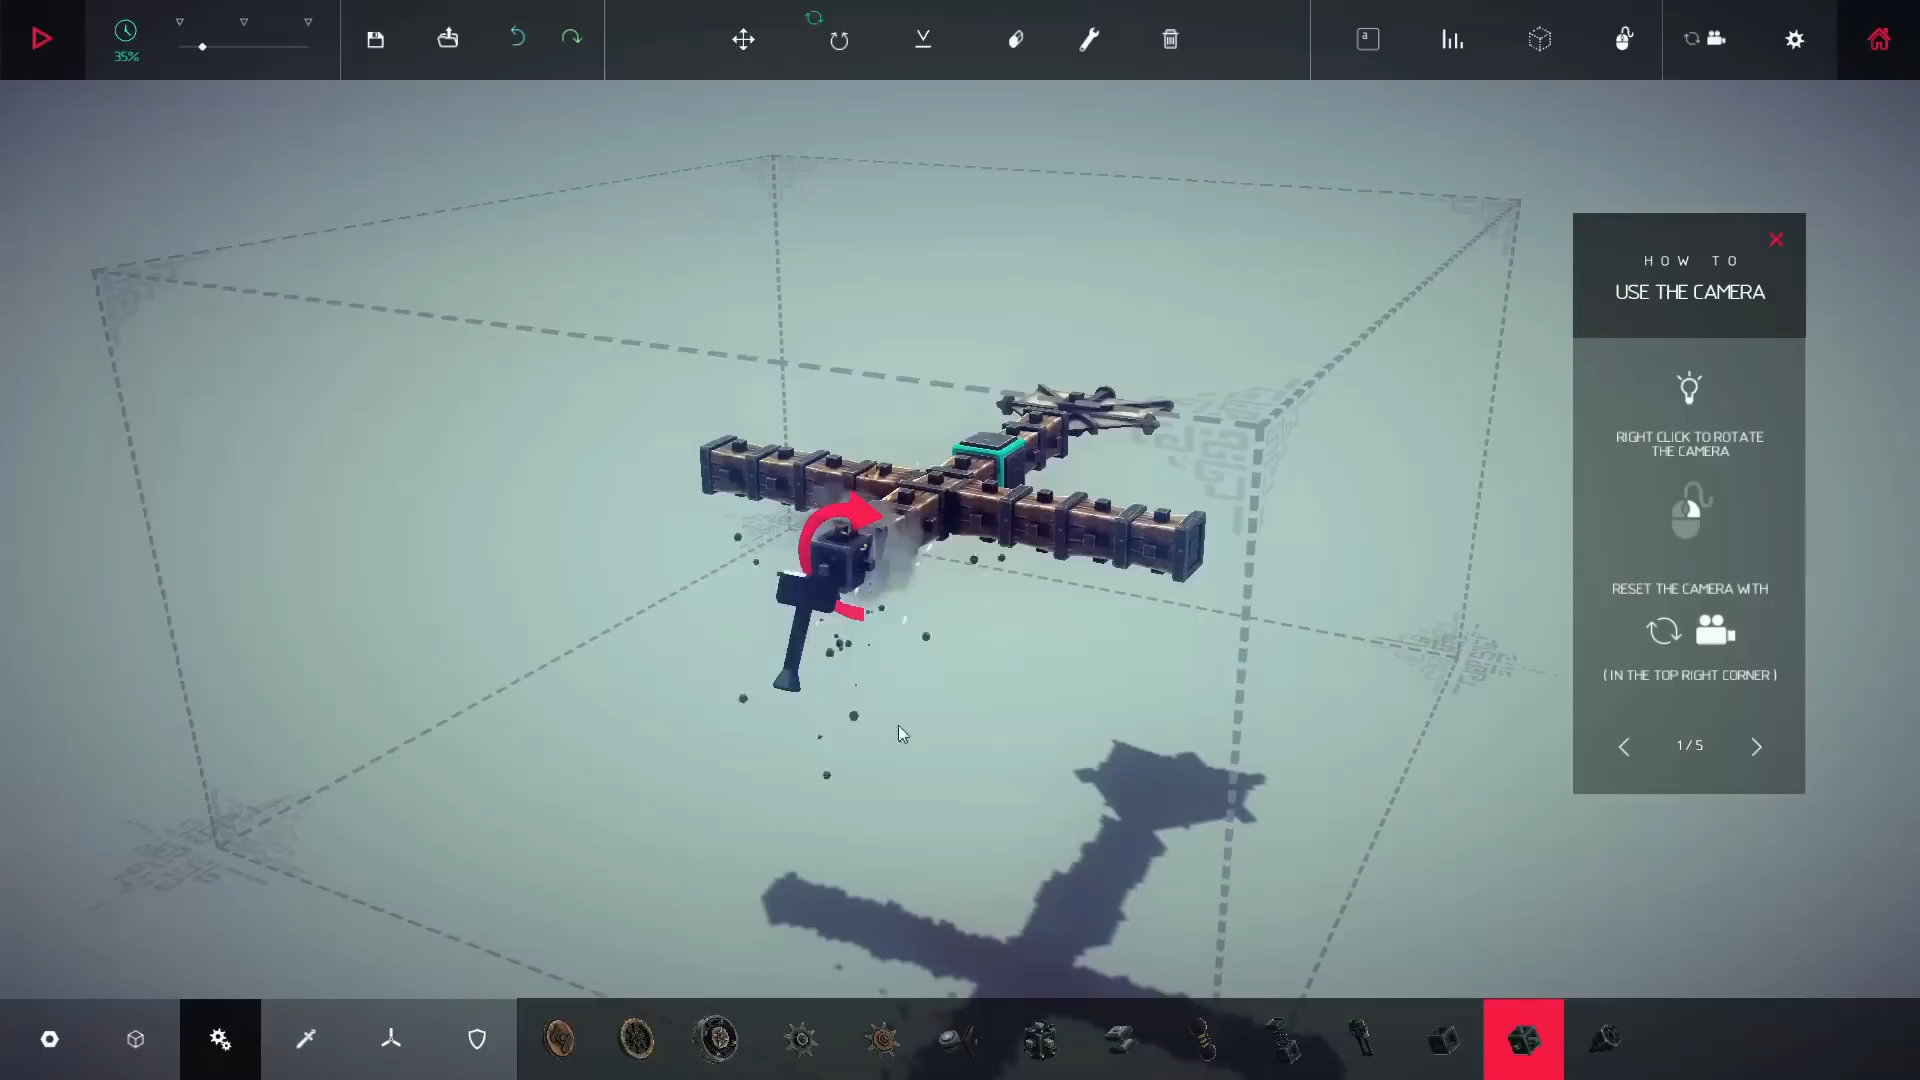 35%
a
HOW TO
USE THE CAMERA
RIGHT CLICK TO ROTATE
THE CAMERA
RESET THE CAMERA WITH
( IN THE TOP RIGHT CORNER )
1/5